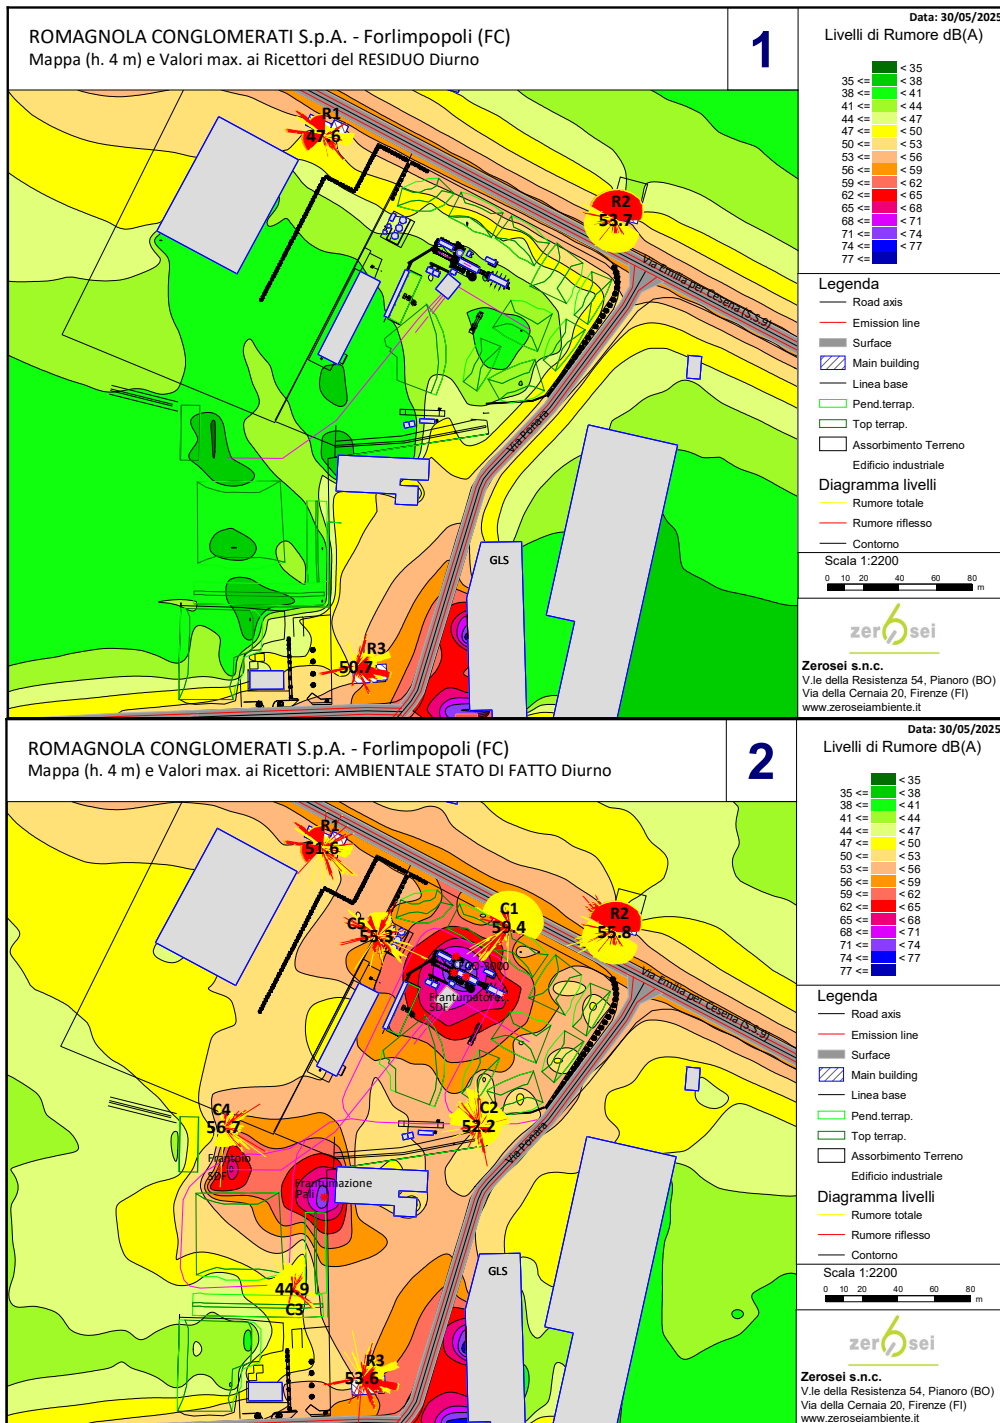 ROMAGNOLA CONGLOMERATI S.p.A. - Forlimpopoli (FC)
Mappa (h. 4 m) e Valori max. ai Ricettori del RESIDUO Diurno
1
Data: 30/05/2025
Livelli di Rumore dB(A)
< 35
35 <= < 38
38 <= < 41
41 <= < 44
44 <= < 47
47 <= < 50
50 <= < 53
53 <= < 56
56 <= < 59
59 <= < 62
62 <= < 65
65 <= < 68
68 <= < 71
71 <= < 74
74 <= < 77
77 <=
Legenda
Road axis
Emission line
Surface
Main building
Linea base
Pend.terrap.
Top terrap.
Assorbimento Terreno
Edificio industriale
Diagramma livelli
Rumore totale
Rumore riflesso
Contorno
Scala 1:2200
0 10 20 40 60 80
m
zer6sei
Zerosei s.n.c.
V.le della Resistenza 54, Pianoro (BO)
Via della Cernaia 20, Firenze (FI)
www.zeroseiambiente.it
R1
47.6
R2
53.7
Via Emilia per Cesena (S.S.9)
Via Ponara
GLS
R3
50.7
ROMAGNOLA CONGLOMERATI S.p.A. - Forlimpopoli (FC)
Mappa (h. 4 m) e Valori max. ai Ricettori: AMBIENTALE STATO DI FATTO Diurno
2
Data: 30/05/2025
Livelli di Rumore dB(A)
< 35
35 <= < 38
38 <= < 41
41 <= < 44
44 <= < 47
47 <= < 50
50 <= < 53
53 <= < 56
56 <= < 59
59 <= < 62
62 <= < 65
65 <= < 68
68 <= < 71
71 <= < 74
74 <= < 77
77 <=
Legenda
Road axis
Emission line
Surface
Main building
Linea base
Pend.terrap.
Top terrap.
Assorbimento Terreno
Edificio industriale
Diagramma livelli
Rumore totale
Rumore riflesso
Contorno
Scala 1:2200
0 10 20 40 60 80
m
zer6sei
Zerosei s.n.c.
V.le della Resistenza 54, Pianoro (BO)
Via della Cernaia 20, Firenze (FI)
www.zeroseiambiente.it
R1
51.6
C1
59.4
R2
55.8
C5
55.3
Frantumatore
SDF
Via Emilia per Cesena (S.S.9)
C2
52.2
C4
56.7
Via Ponara
Frantoio
SDF
Frantumazione
Pali
GLS
44.9
C3
R3
53.6